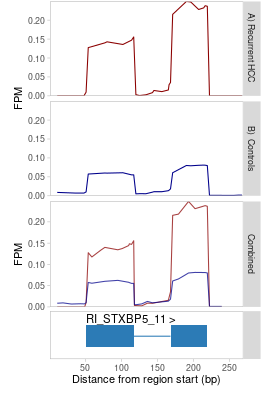 0.20
0.15
0.10
0.05
0.00
A) Recurrent HCC
FPM
0.20
0.15
0.10
0.05
0.00
B) Controls
0.20
0.15
0.10
0.05
0.00
FPM
Combined
RI_STXBP5_11 >
50 100 150 200 250
Distance from region start (bp)